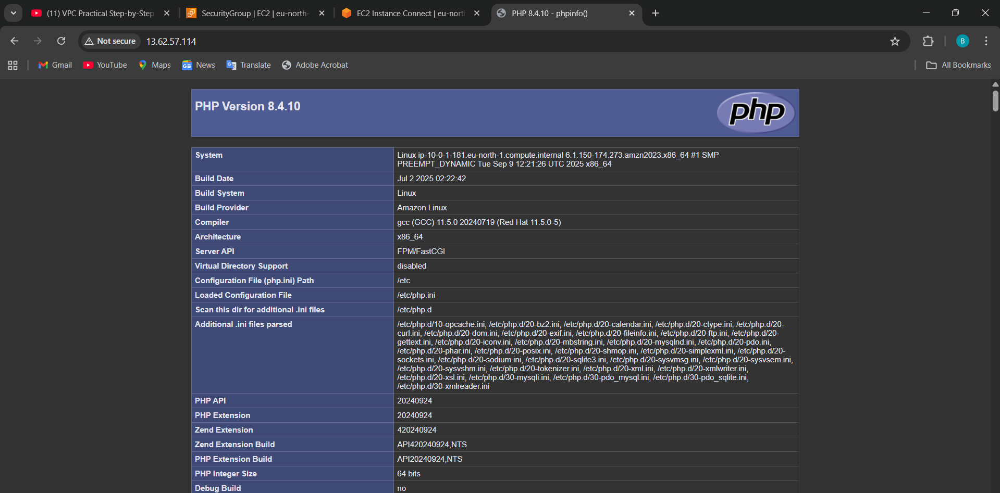 (11) VPC Practical Step-by-Step
SecurityGroup | EC2 | eu-north-
EC2 Instance Connect | eu-nort
PHP 8.4.10 - phpinfo()
Not secure
13.62.57.114
B
Gmail
YouTube
Maps
News
Translate
Adobe Acrobat
All Bookmarks
PHP Version 8.4.10
php
System
Linux ip-10-0-1-181.eu-north-1.compute.internal 6.1.150-174.273.amzn2023.x86_64 #1 SMP
PREEMPT_DYNAMIC Tue Sep 9 12:21:26 UTC 2025 x86_64
Build Date
Jul 2 2025 02:22:42
Build System
Linux
Build Provider
Amazon Linux
Compiler
gcc (GCC) 11.5.0 20240719 (Red Hat 11.5.0-5)
Architecture
x86_64
Server API
FPM/FastCGI
Virtual Directory Support
disabled
Configuration File (php.ini) Path
/etc
Loaded Configuration File
/etc/php.ini
Scan this dir for additional .ini files
/etc/php.d
Additional .ini files parsed
/etc/php.d/10-opcache.ini, /etc/php.d/20-bz2.ini, /etc/php.d/20-calendar.ini, /etc/php.d/20-ctype.ini, /etc/php.d/20-
curl.ini, /etc/php.d/20-dom.ini, /etc/php.d/20-exif.ini, /etc/php.d/20-fileinfo.ini, /etc/php.d/20-ftp.ini, /etc/php.d/20-
gettext.ini, /etc/php.d/20-iconv.ini, /etc/php.d/20-mbstring.ini, /etc/php.d/20-mysqlnd.ini, /etc/php.d/20-pdo.ini,
/etc/php.d/20-phar.ini, /etc/php.d/20-posix.ini, /etc/php.d/20-shmop.ini, /etc/php.d/20-simplexml.ini, /etc/php.d/20-
sockets.ini, /etc/php.d/20-sodium.ini, /etc/php.d/20-sqlite3.ini, /etc/php.d/20-sysvmsg.ini, /etc/php.d/20-sysvsem.ini,
/etc/php.d/20-sysvshm.ini, /etc/php.d/20-tokenizer.ini, /etc/php.d/20-xml.ini, /etc/php.d/20-xmlwriter.ini,
/etc/php.d/20-xsl.ini, /etc/php.d/30-mysqli.ini, /etc/php.d/30-pdo_mysql.ini, /etc/php.d/30-pdo_sqlite.ini,
/etc/php.d/30-xmlreader.ini
PHP API
20240924
PHP Extension
20240924
Zend Extension
420240924
Zend Extension Build
API420240924,NTS
PHP Extension Build
API20240924,NTS
PHP Integer Size
64 bits
Debug Build
no